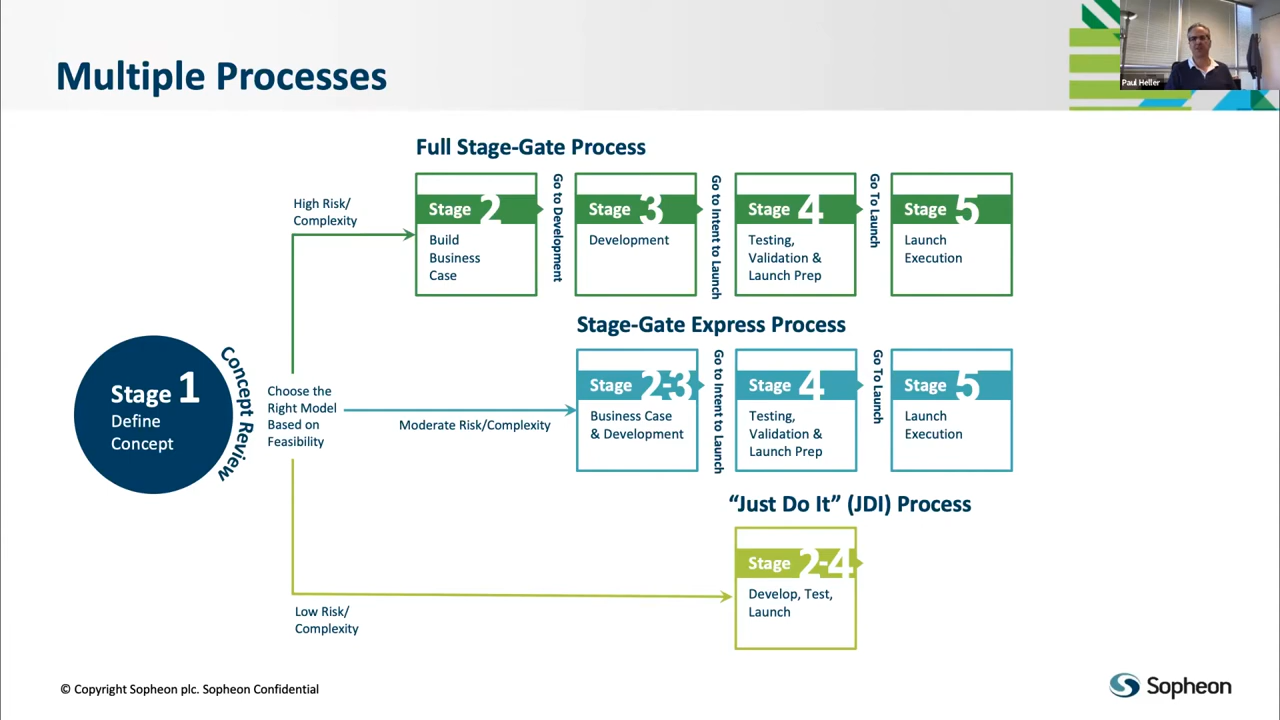 Multiple Processes
Paul Heller
Full Stage-Gate Process
High Risk/
Complexity
Stage 2
Build
Business
Case
Go to Development
Stage 3
Development
Go to Intent to Launch
Stage 4
Testing,
Validation &
Launch Prep
Go To Launch
Stage 5
Launch
Execution
Stage-Gate Express Process
Stage 1
Define
Concept
Concept Review
Choose the
Right Model
Based on
Feasibility
Moderate Risk/Complexity
Stage 2-3
Business Case
& Development
Go to Intent to Launch
Stage 4
Testing,
Validation &
Launch Prep
Go To Launch
Stage 5
Launch
Execution
“Just Do It” (JDI) Process
Low Risk/
Complexity
Stage 2-4
Develop, Test,
Launch
© Copyright Sopheon plc. Sopheon Confidential
Sopheon